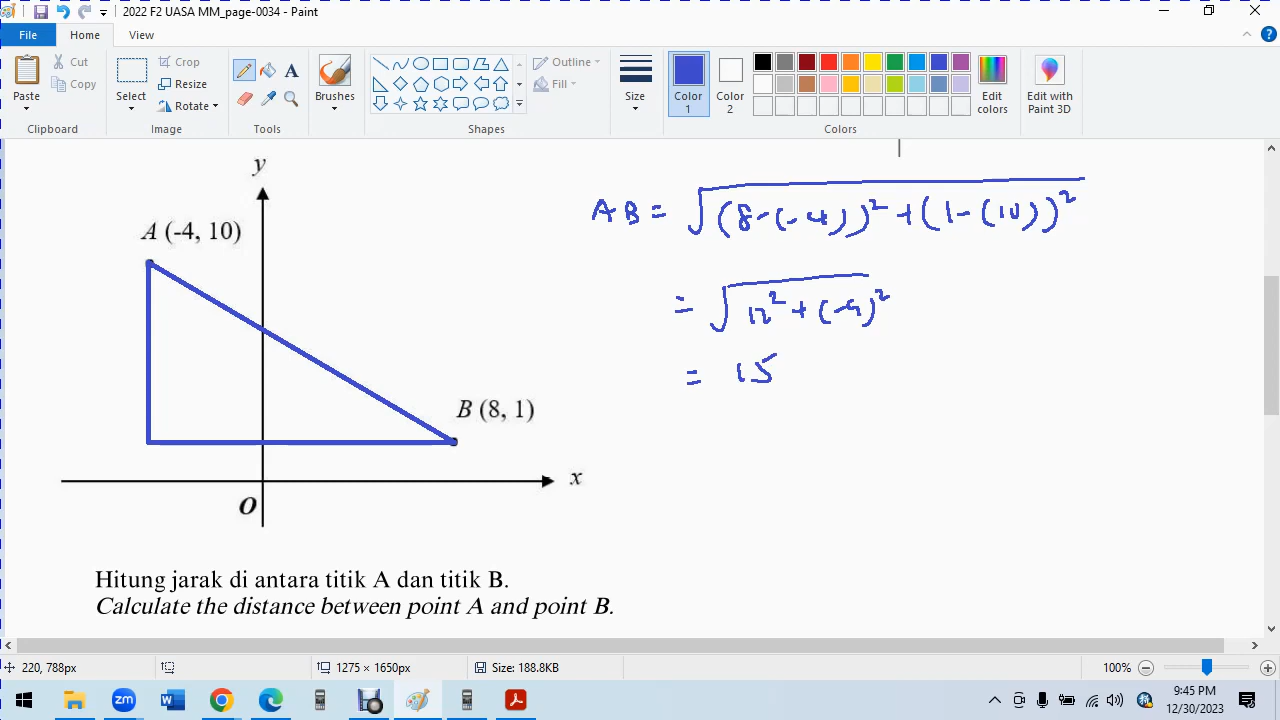 2022 F2 UASA MM_page-0034 - Paint
File Home View
Paste Cut Copy Clipboard
Select Crop Resize Rotate Image
Tools
Brushes
Outline Fill Shapes
Size
Color 1 Color 2 Edit colors Colors
Edit with Paint 3D
y
A (-4, 10)
B (8, 1)
x
O
AB = √(8-(-4))² + (1-(10))²
= √12² + (-9)²
= 15
Hitung jarak di antara titik A dan titik B.
Calculate the distance between point A and point B.
220, 788px 1275 × 1650px Size: 188.8KB 100%
zm W 9:45 PM
12/30/2023